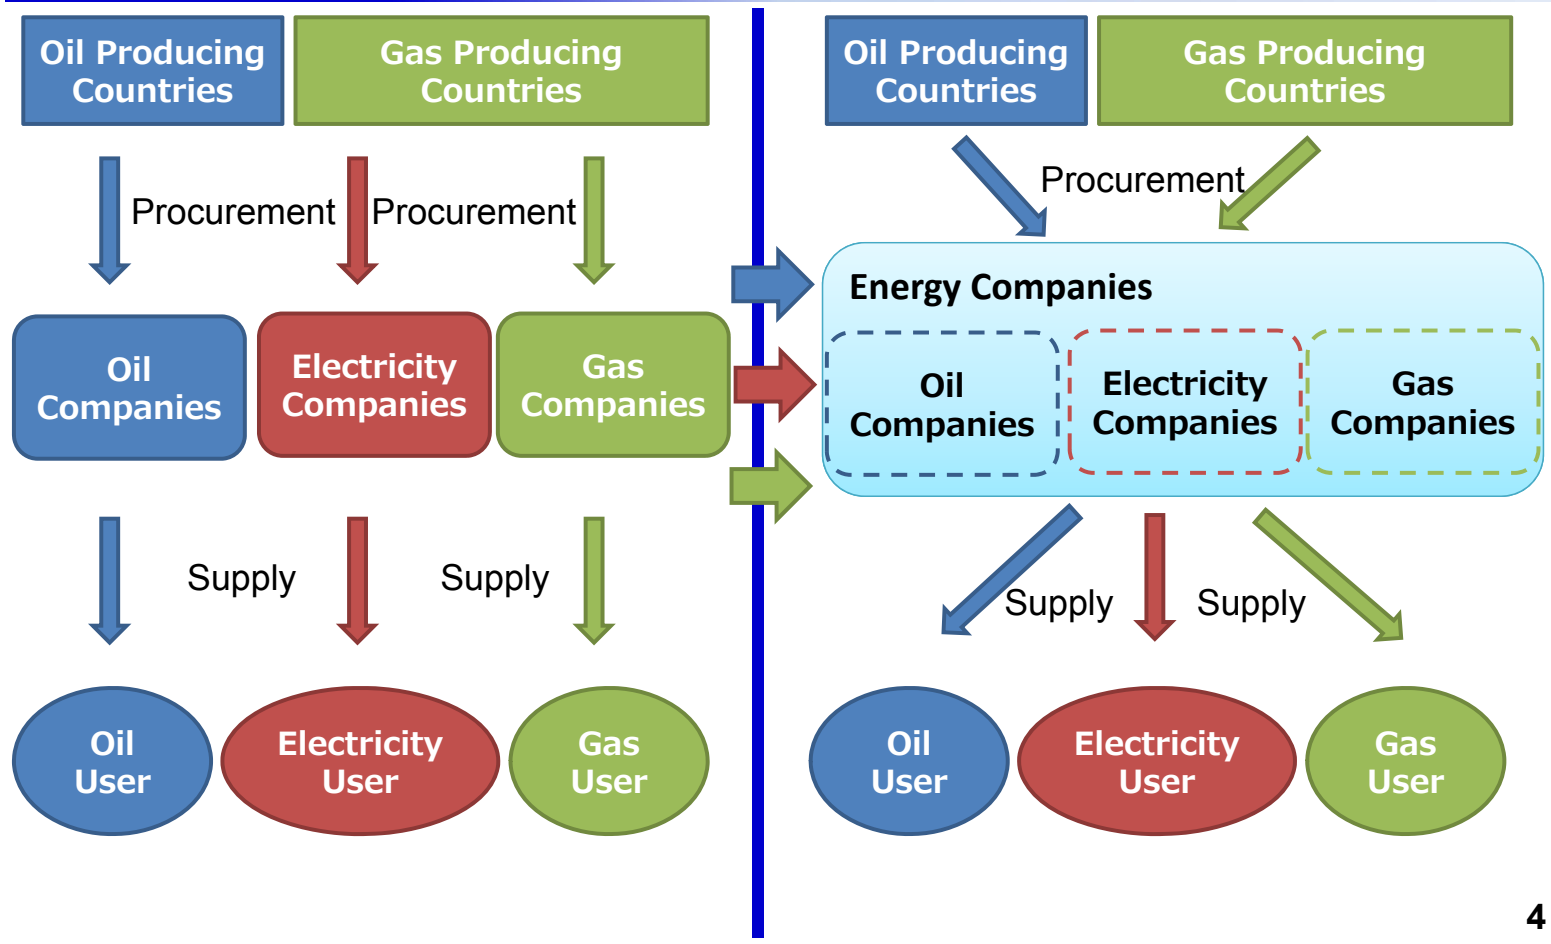 Oil Producing
Countries
Gas Producing
Countries
Procurement
Procurement
Oil
Companies
Electricity
Companies
Gas
Companies
Supply
Supply
Oil
User
Electricity
User
Gas
User
Oil Producing
Countries
Gas Producing
Countries
Procurement
Energy Companies
Oil
Companies
Electricity
Companies
Gas
Companies
Supply
Supply
Oil
User
Electricity
User
Gas
User
4